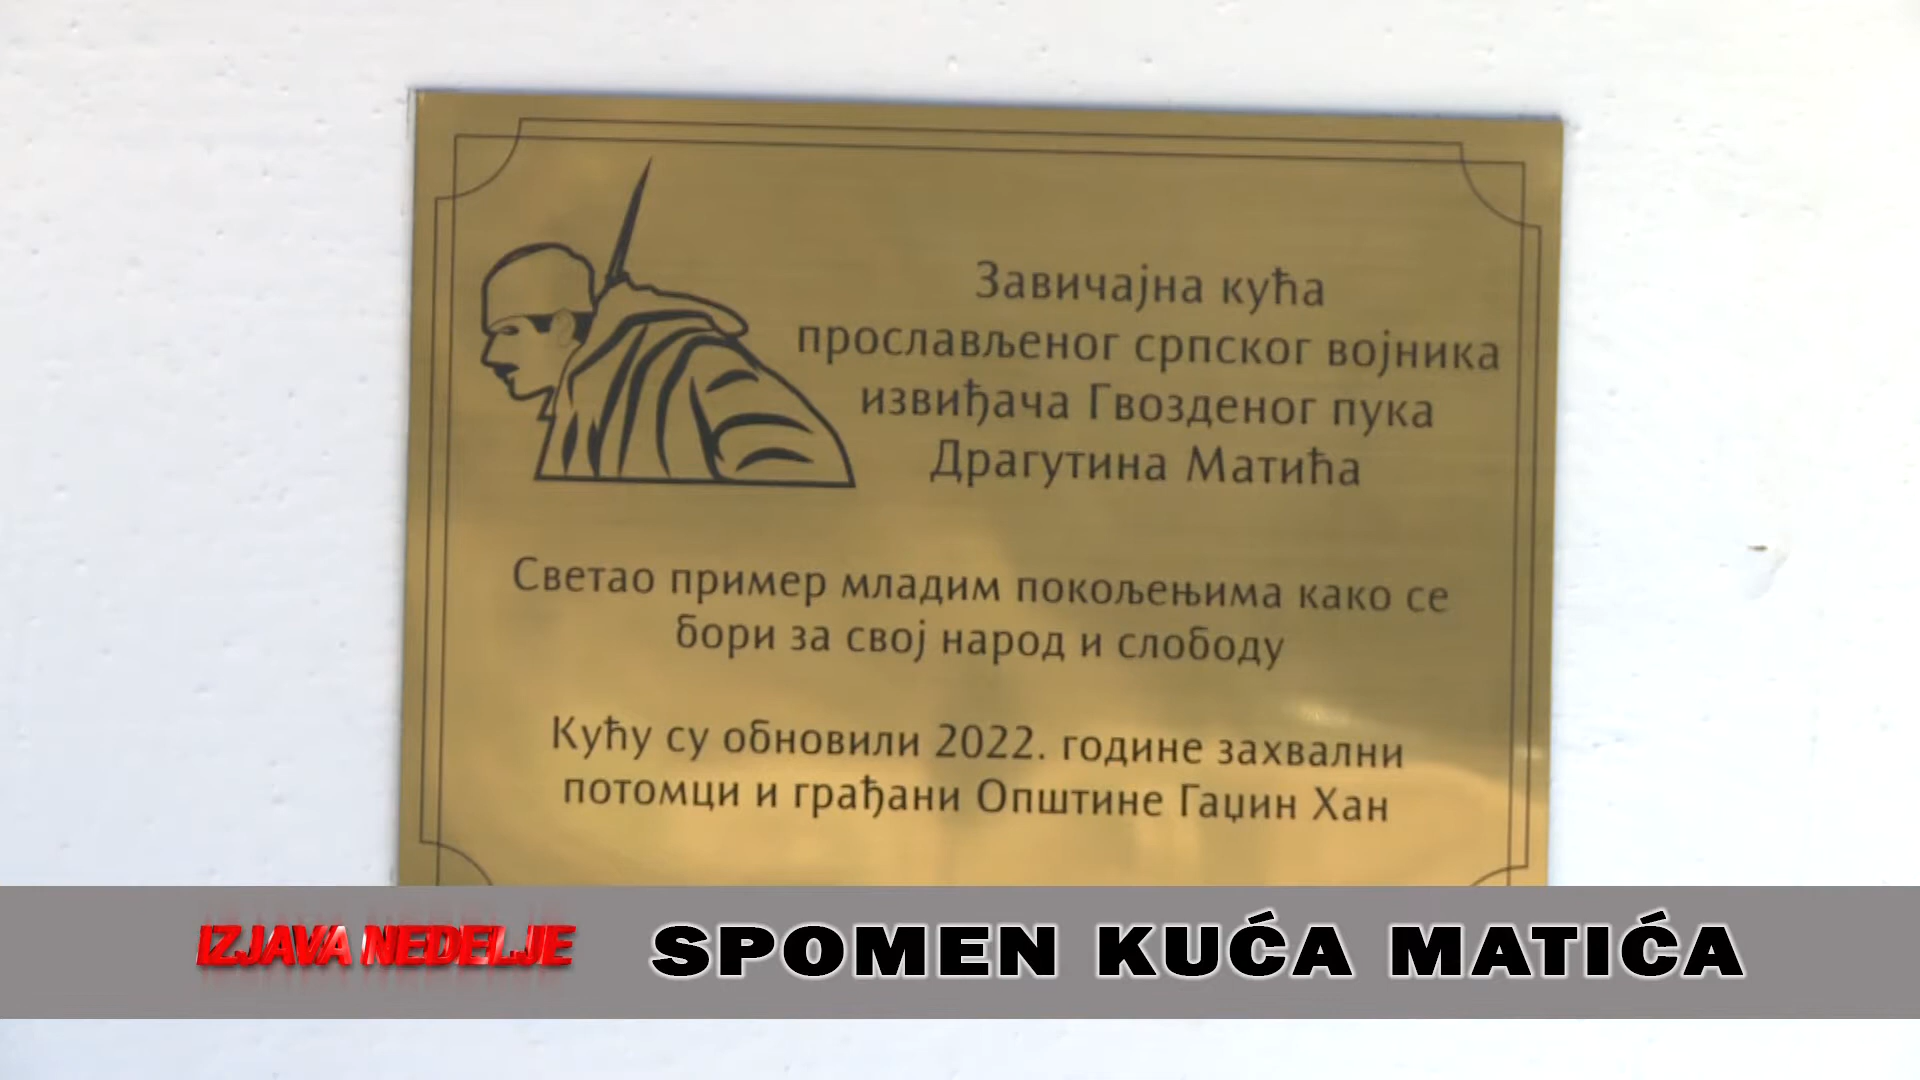 Завичајна кућа
прослављеног српског војника
извиђача Гвозденог пука
Драгутина Матића
Светао пример младим покољењима како се
бори за свој народ и слободу
Кућу су обновили 2022. године захвални
потомци и грађани Општине Гаџин Хан
IZJAVA NEDELJE
SPOMEN KUĆA MATIĆA